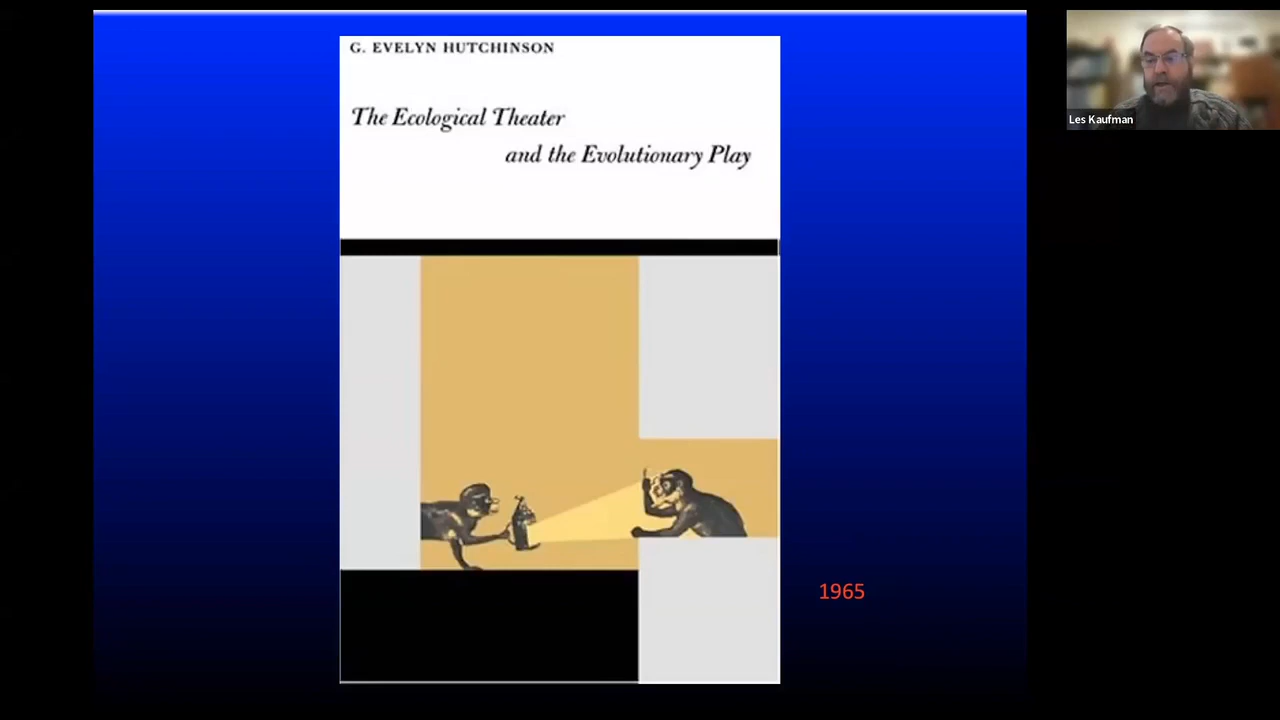 G. EVELYN HUTCHINSON
The Ecological Theater
and the Evolutionary Play
1965
Les Kaufman